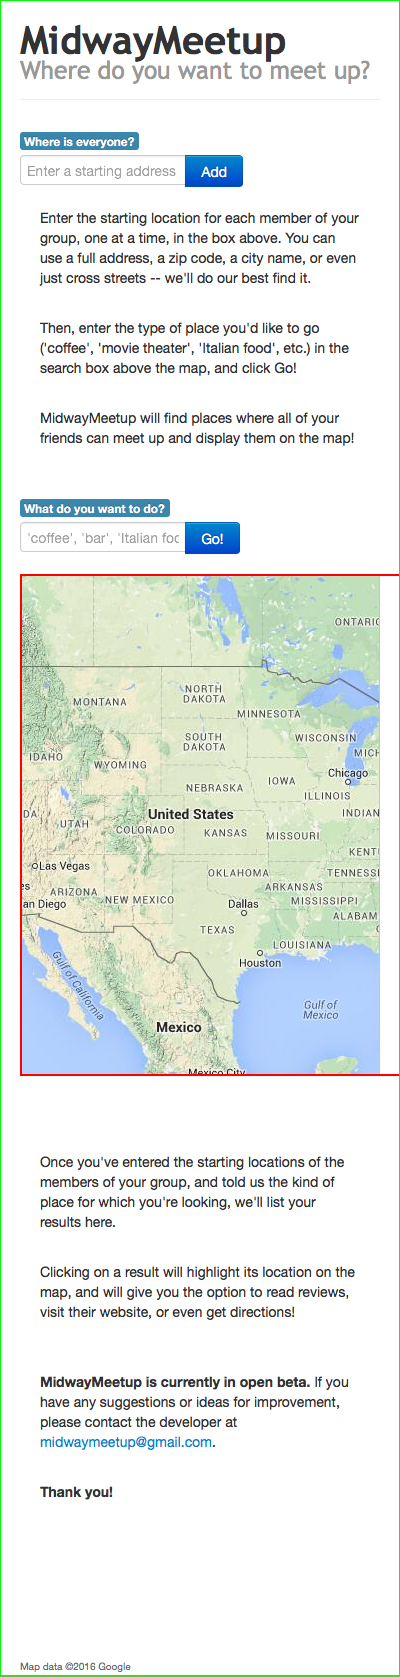 MidwayMeetup
Where do you want to meet up?
Where is everyone?
Enter a starting address
Add
Enter the starting location for each member of your
group, one at a time, in the box above. You can
use a full address, a zip code, a city name, or even
just cross streets -- we'll do our best find it.
Then, enter the type of place you'd like to go
('coffee', 'movie theater', 'Italian food', etc.) in the
search box above the map, and click Go!
MidwayMeetup will find places where all of your
friends can meet up and display them on the map!
What do you want to do?
'coffee', 'bar', 'Italian foo
Go!
ONTARIO
MONTANA
NORTH
DAKOTA
MINNESOTA
SOUTH
DAKOTA
WISCONSIN
MICH
IDAHO
WYOMING
Chicago
IOWA
NEBRASKA
ILLINOIS
United States
INDIAN
DA
UTAH
COLORADO
KANSAS
MISSOURI
KENT
Las Vegas
OKLAHOMA
TENNESS
es
ARIZONA
ARKANSAS
NEW MEXICO
MISSISSIPPI
an Diego
Dallas
ALABAM
TEXAS
LOUISIANA
Houston
Gulf of
California
Gulf of
Mexico
Mexico
Mexico City
Once you've entered the starting locations of the
members of your group, and told us the kind of
place for which you're looking, we'll list your
results here.
Clicking on a result will highlight its location on the
map, and will give you the option to read reviews,
visit their website, or even get directions!
MidwayMeetup is currently in open beta. If you
have any suggestions or ideas for improvement,
please contact the developer at
midwaymeetup@gmail.com.
Thank you!
Map data ©2016 Google